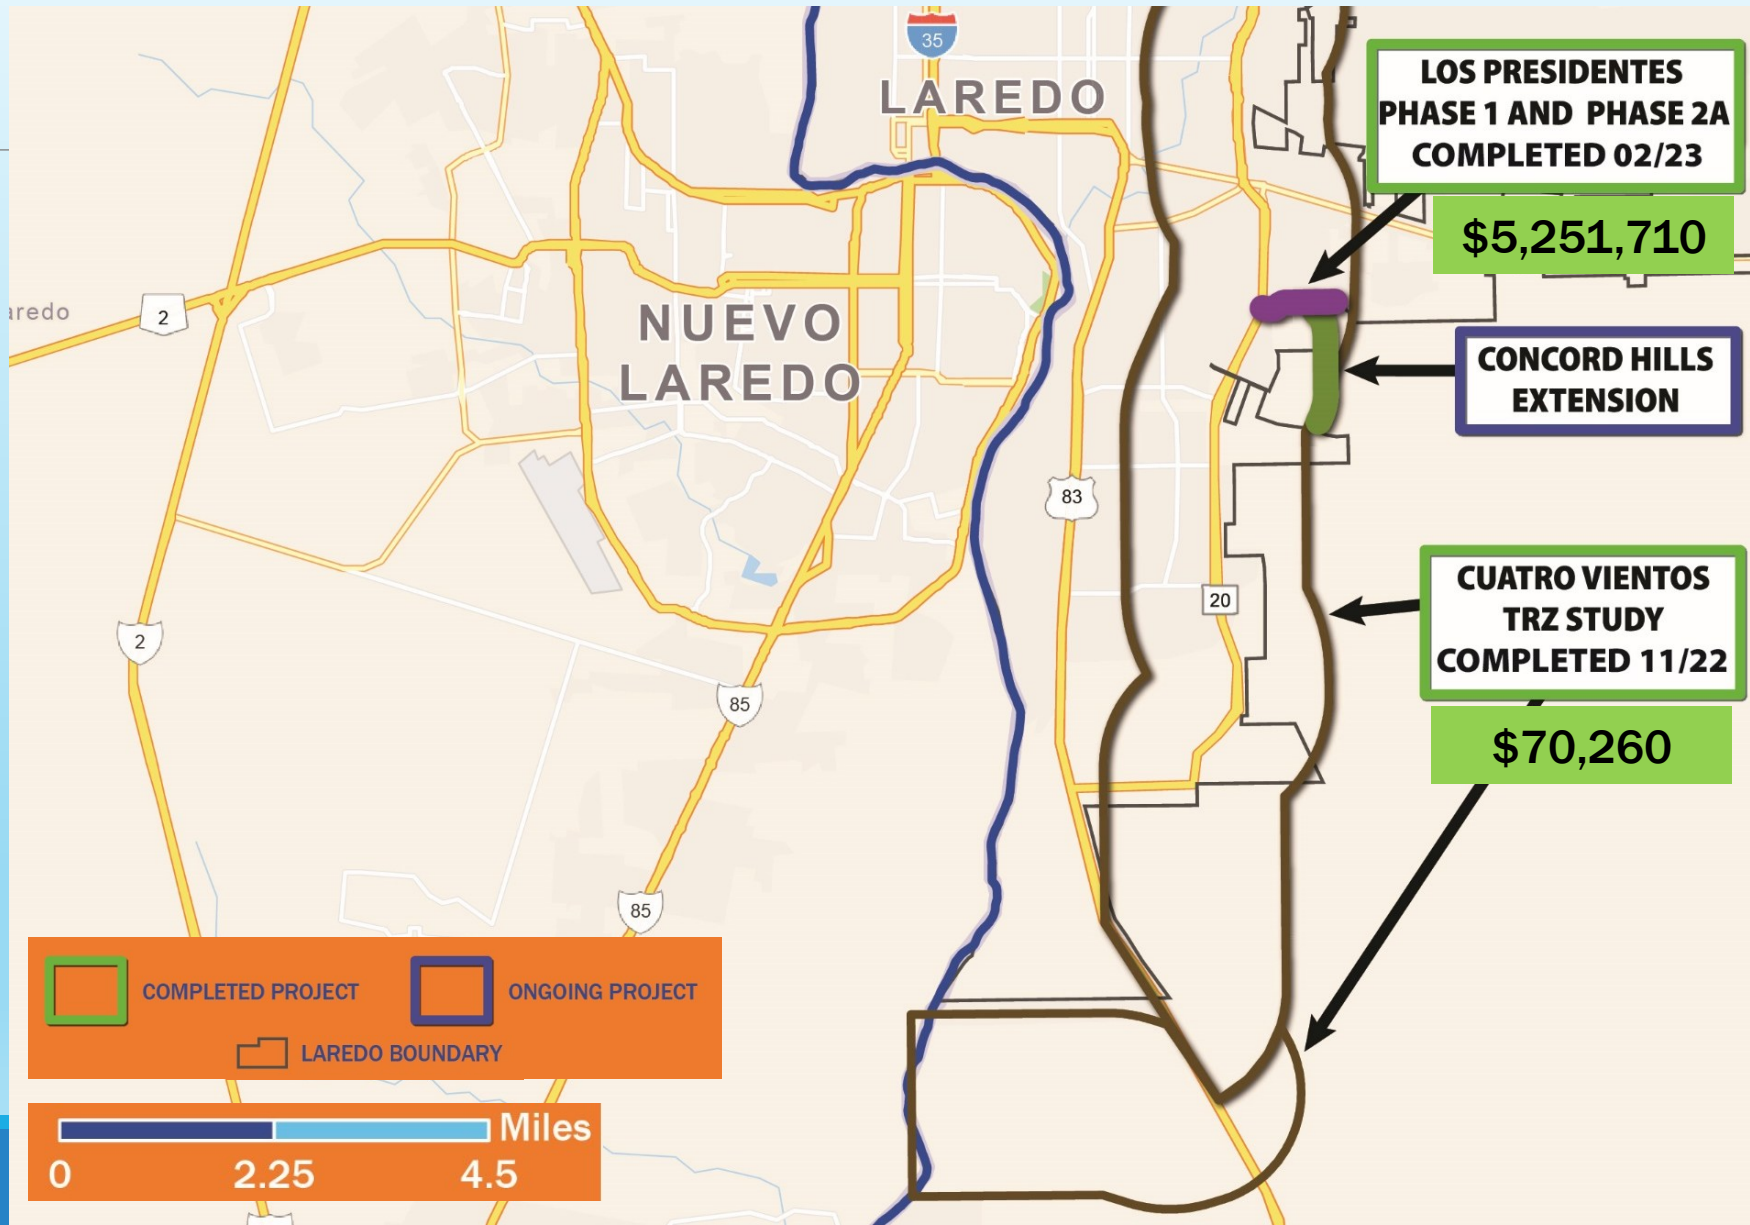 35
LAREDO
LOS PRESIDENTES
PHASE 1 AND PHASE 2A
COMPLETED 02/23
$5,251,710
aredo
2
NUEVO
LAREDO
CONCORD HILLS
EXTENSION
83
20
CUATRO VIENTOS
TRZ STUDY
COMPLETED 11/22
$70,260
2
85
85
COMPLETED PROJECT
ONGOING PROJECT
LAREDO BOUNDARY
Miles
0 2.25 4.5